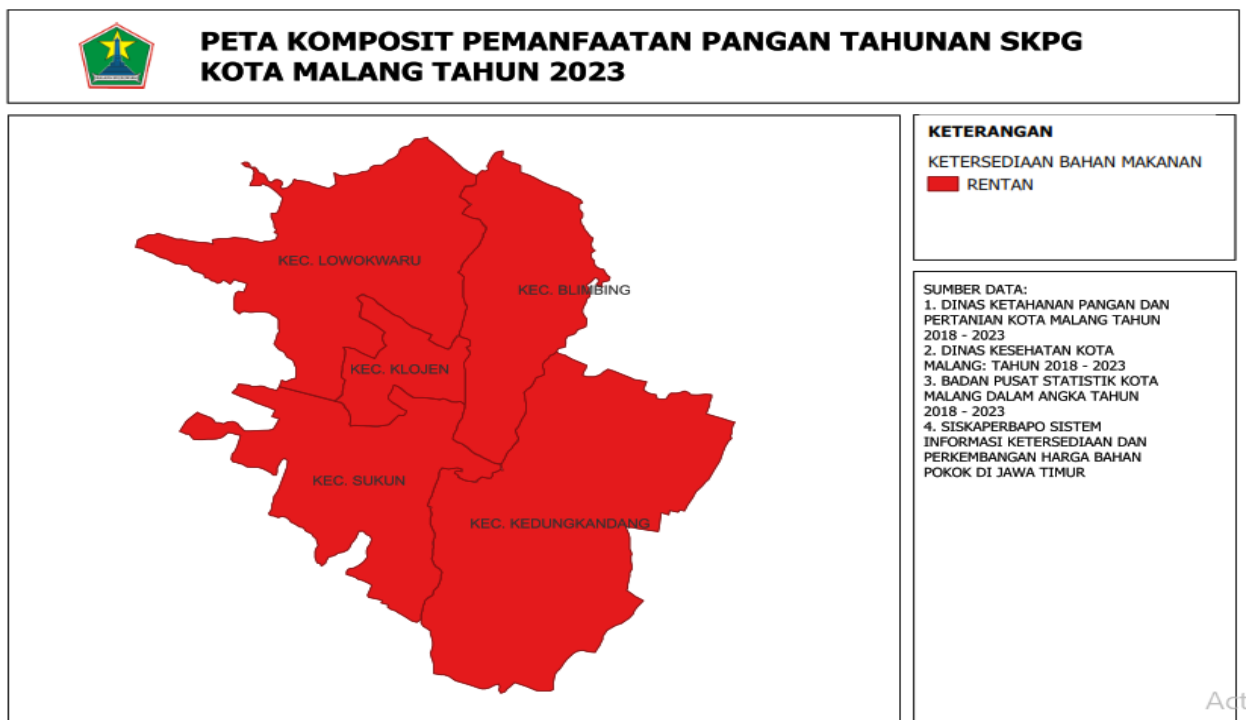 PETA KOMPOSIT PEMANFAATAN PANGAN TAHUNAN SKPG
KOTA MALANG TAHUN 2023
KEC. LOWOKWARU
KEC. BLIMBING
KEC. KLOJEN
KEC. SUKUN
KEC. KEDUNGKANDANG
KETERANGAN
KETERSEDIAAN BAHAN MAKANAN
RENTAN
SUMBER DATA:
1. DINAS KETAHANAN PANGAN DAN
PERTANIAN KOTA MALANG TAHUN
2018 - 2023
2. DINAS KESEHATAN KOTA
MALANG: TAHUN 2018 - 2023
3. BADAN PUSAT STATISTIK KOTA
MALANG DALAM ANGKA TAHUN
2018 - 2023
4. SISKAPERBAPO SISTEM
INFORMASI KETERSEDIAAN DAN
PERKEMBANGAN HARGA BAHAN
POKOK DI JAWA TIMUR
Act